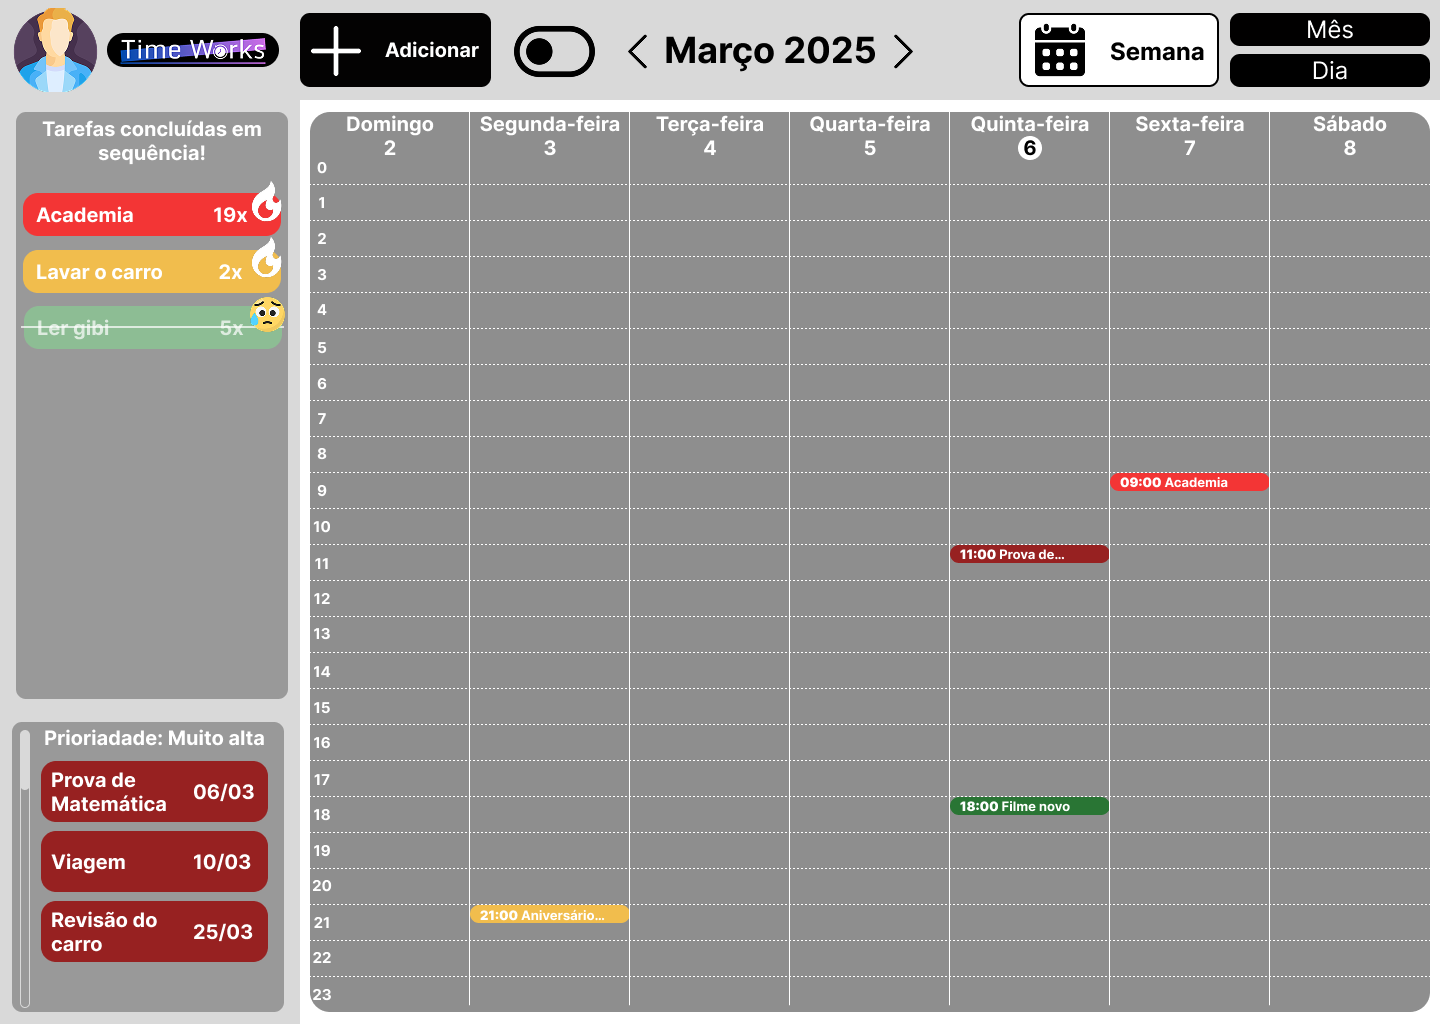 Time Works
Adicionar
Março 2025
Semana
Mês
Dia
Tarefas concluídas em
sequência!
Academia 19x
Lavar o carro 2x
Ler gibi 5x
Prioriadade: Muito alta
Prova de
Matemática 06/03
Viagem 10/03
Revisão do
carro 25/03
Domingo Segunda-feira Terça-feira Quarta-feira Quinta-feira Sexta-feira Sábado
2 3 4 5 6 7 8
0
1
2
3
4
5
6
7
8
09:00 Academia
9
10
11:00 Prova de...
11
12
13
14
15
16
17
18:00 Filme novo
18
19
20
21:00 Aniversário...
21
22
23